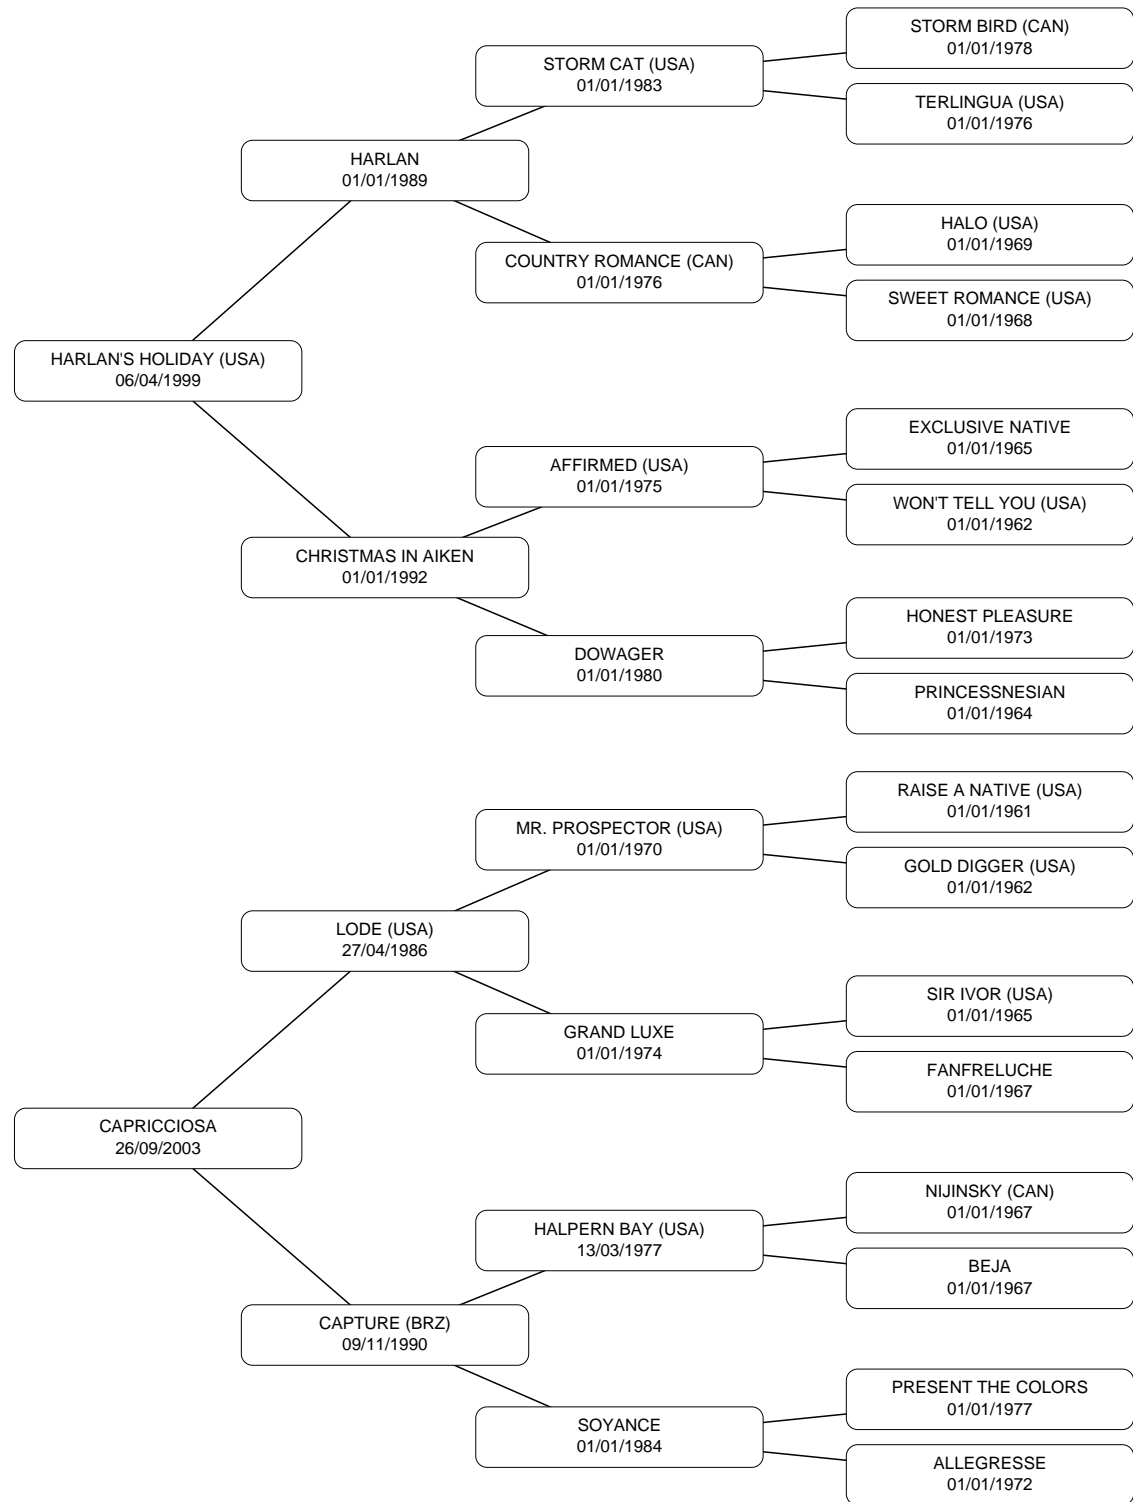 STORM BIRD (CAN)
01/01/1978
STORM CAT (USA)
01/01/1983
TERLINGUA (USA)
01/01/1976
HARLAN
01/01/1989
HALO (USA)
01/01/1969
COUNTRY ROMANCE (CAN)
01/01/1976
SWEET ROMANCE (USA)
01/01/1968
HARLAN'S HOLIDAY (USA)
06/04/1999
EXCLUSIVE NATIVE
01/01/1965
AFFIRMED (USA)
01/01/1975
WON'T TELL YOU (USA)
01/01/1962
CHRISTMAS IN AIKEN
01/01/1992
HONEST PLEASURE
01/01/1973
DOWAGER
01/01/1980
PRINCESSNESIAN
01/01/1964
RAISE A NATIVE (USA)
01/01/1961
MR. PROSPECTOR (USA)
01/01/1970
GOLD DIGGER (USA)
01/01/1962
LODE (USA)
27/04/1986
SIR IVOR (USA)
01/01/1965
GRAND LUXE
01/01/1974
FANFRELUCHE
01/01/1967
CAPRICCIOSA
26/09/2003
NIJINSKY (CAN)
01/01/1967
HALPERN BAY (USA)
13/03/1977
BEJA
01/01/1967
CAPTURE (BRZ)
09/11/1990
PRESENT THE COLORS
01/01/1977
SOYANCE
01/01/1984
ALLEGRESSE
01/01/1972